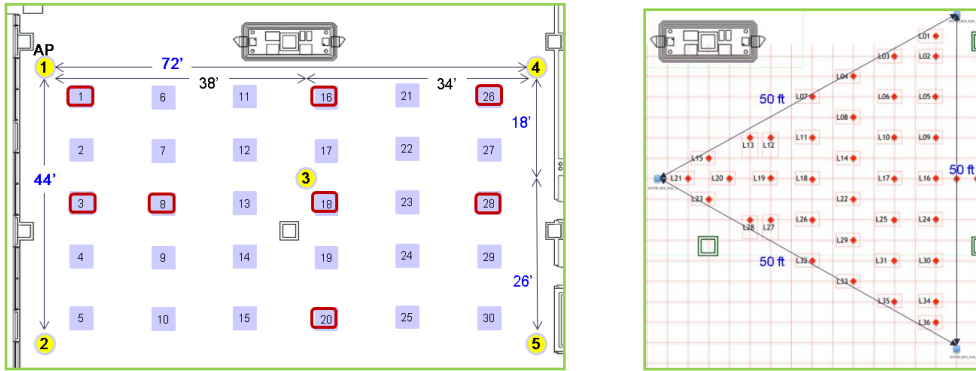 AP
1 72' 4
38' 34'
1 6 11 16 21 26
18'
2 7 12 17 22 27
44' 3
3 8 13 18 23 28
4 9 14 19 24 29
26'
5 10 15 20 25 30
2 5
L01
L03 L02
L04
50 ft L07 L06 L05
L08
L13 L12 L11 L10 L09
L15 L14
L21 L20 L19 L18 L17 L16 50 ft
L23 L22
L28 L27 L26 L25 L24
L29
50 ft L32 L31 L30
L33
L35 L34
L36